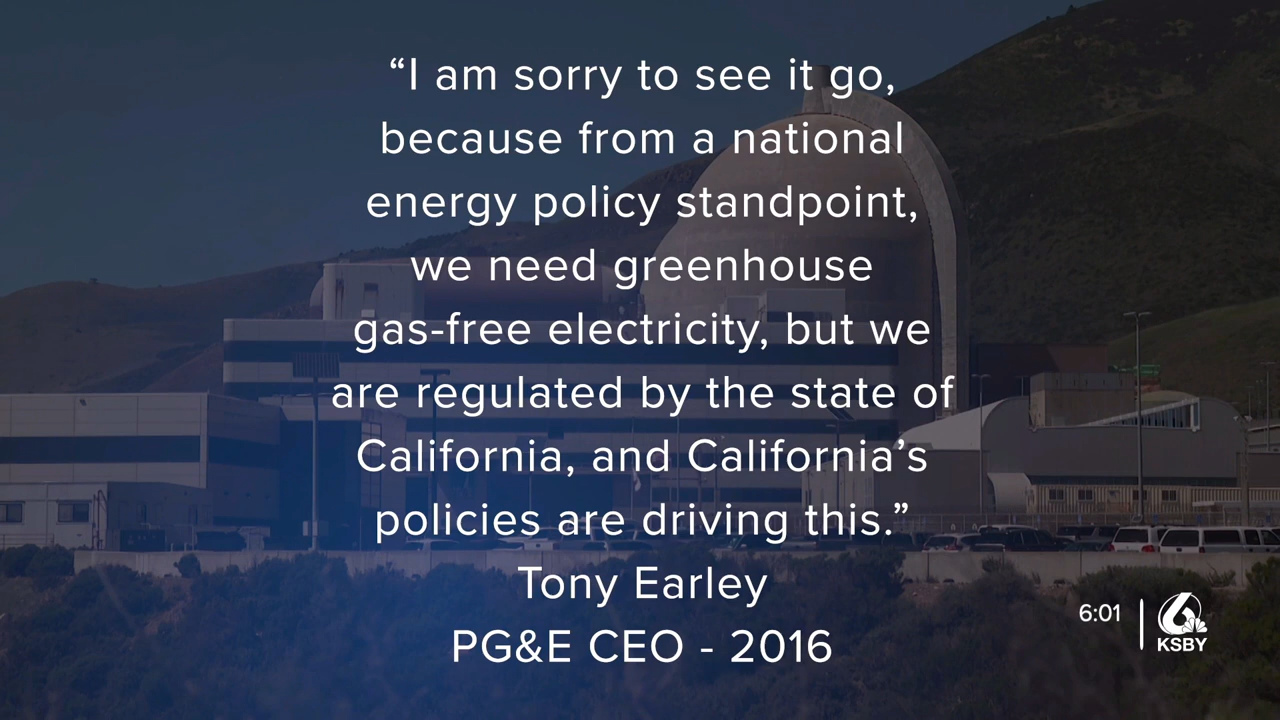 “I am sorry to see it go,
because from a national
energy policy standpoint,
we need greenhouse
gas-free electricity, but we
are regulated by the state of
California, and California’s
policies are driving this.”
Tony Earley
PG&E CEO - 2016
6:01
6
KSBY